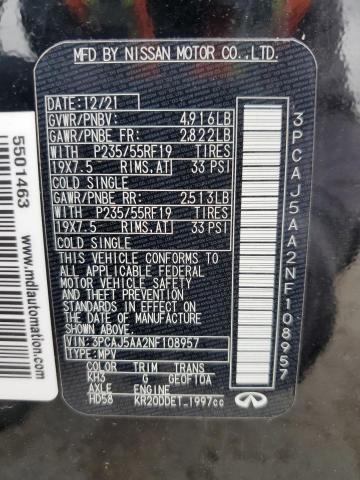 MFD BY NISSAN MOTOR CO.,LTD.
DATE: 12/21
GVWR/PNBV: 4,916LB
GAWR/PNBE FR: 2,822LB
WITH P235/55RF19 TIRES
19X7.5 RIMS.AT 33 PSI
COLD SINGLE
GAWR/PNBE RR: 2,513LB
WITH P235/55RF19 TIRES
19X7.5 RIMS.AT 33 PSI
COLD SINGLE
THIS VEHICLE CONFORMS TO ALL
APPLICABLE FEDERAL
MOTOR VEHICLE SAFETY,
BUMPER, AND THEFT
PREVENTION STANDARDS IN
EFFECT ON THE DATE OF
MANUFACTURE SHOWN ABOVE.
VIN: 3PCAJ5AA2NF108957
TYPE: MPV
COLOR TRIM TRANS
KH3 G GE0F10A
AXLE ENGINE
HD58 KR20DDET 1997cc
INFINITI
3PCAJ5AA2NF108957
5501463
www.mdiautomation.com